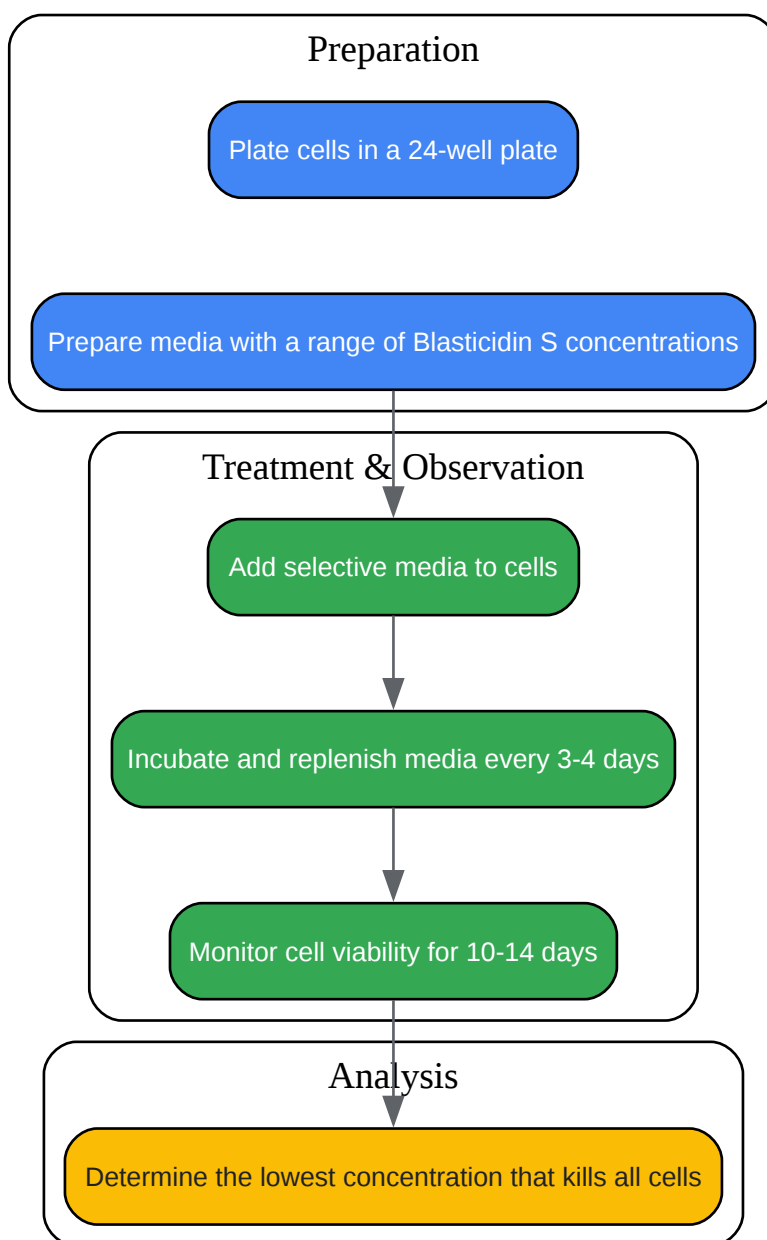 Preparation
Plate cells in a 24-well plate
Prepare media with a range of Blasticidin S concentrations
Treatment & Observation
Add selective media to cells
Incubate and replenish media every 3-4 days
Monitor cell viability for 10-14 days
Analysis
Determine the lowest concentration that kills all cells